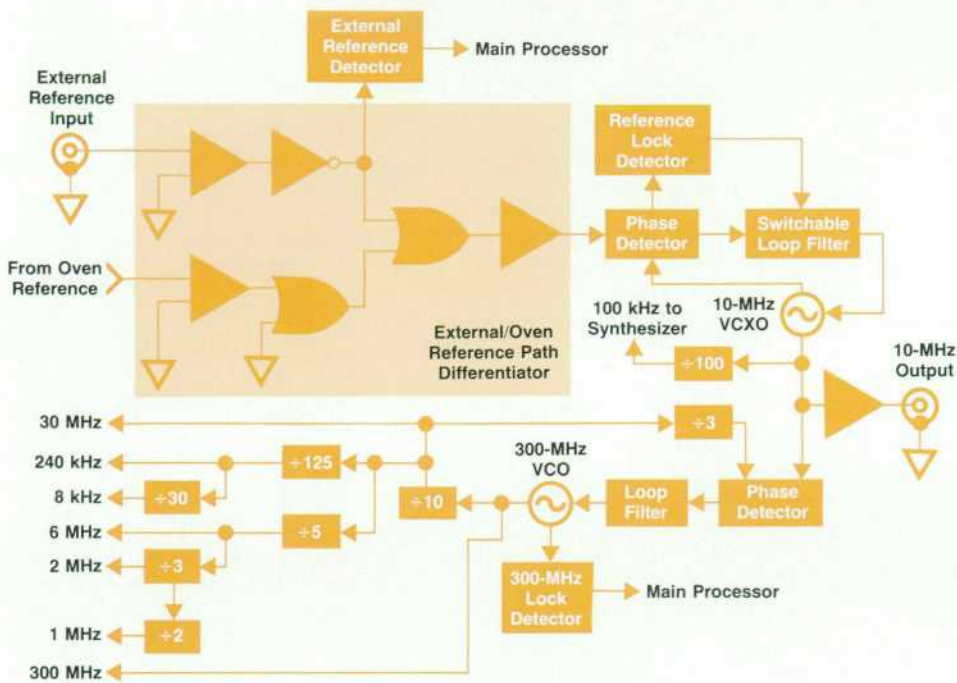 External
Reference
Detector
Main Processor
External
Reference
Input
Reference
Lock
Detector
Phase
Detector
Switchable
Loop Filter
From Oven
Reference
External/Oven
Reference Path
Differentiator
100 kHz to
Synthesizer
10-MHz
VCXO
÷100
10-MHz
Output
30 MHz
÷3
240 kHz
÷125
300-MHz
VCO
8 kHz
÷30
÷10
Loop
Filter
Phase
Detector
6 MHz
÷5
2 MHz
÷3
300-MHz
Lock
Detector
Main Processor
1 MHz
÷2
300 MHz